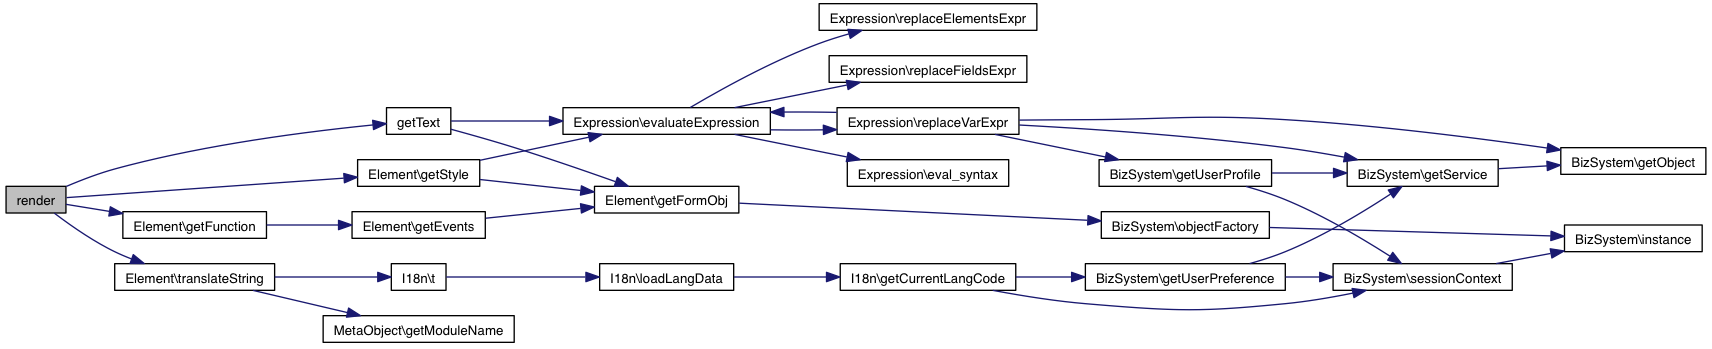 render
getText
Element\getStyle
Element\getFunction
Element\translateString
Element\getEvents
I18n\t
MetaObject\getModuleName
Expression\evaluateExpression
Element\getFormObj
I18n\loadLangData
Expression\replaceElementsExpr
Expression\replaceFieldsExpr
Expression\replaceVarExpr
Expression\eval_syntax
I18n\getCurrentLangCode
BizSystem\getUserProfile
BizSystem\objectFactory
BizSystem\getUserPreference
BizSystem\getService
BizSystem\sessionContext
BizSystem\getObject
BizSystem\instance